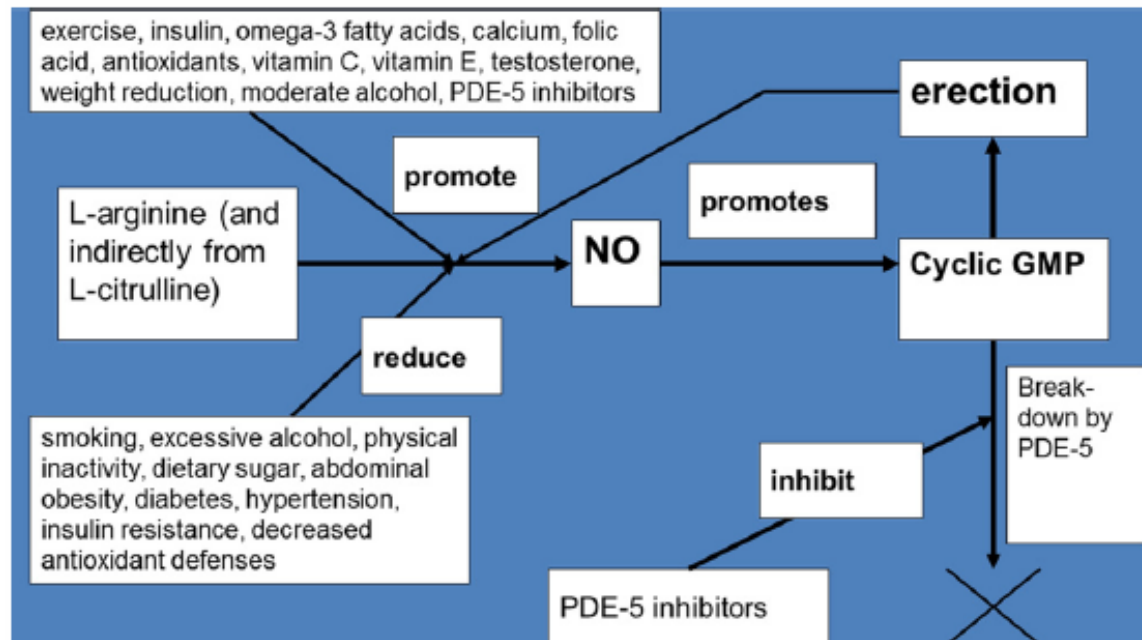 exercise, insulin, omega-3 fatty acids, calcium, folic
acid, antioxidants, vitamin C, vitamin E, testosterone,
weight reduction, moderate alcohol, PDE-5 inhibitors
erection
promote
promotes
L-arginine (and
indirectly from
L-citrulline)
NO
Cyclic GMP
reduce
Break-
down by
PDE-5
smoking, excessive alcohol, physical
inactivity, dietary sugar, abdominal
obesity, diabetes, hypertension,
insulin resistance, decreased
antioxidant defenses
inhibit
PDE-5 inhibitors